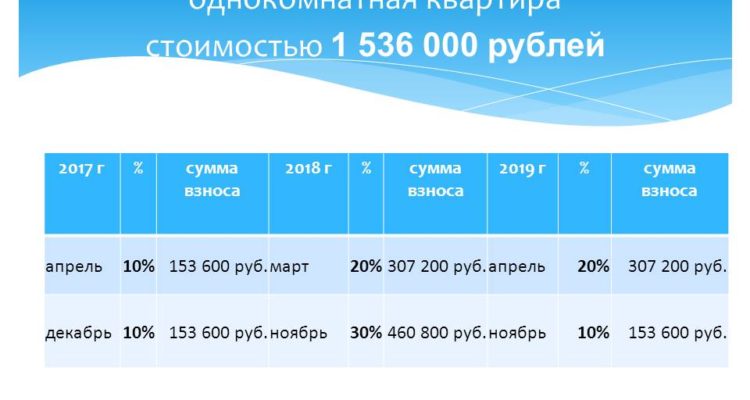 однокомнатная квартира
стоимостью 1 536 000 рублей
2017 г % сумма взноса 2018 г % сумма взноса 2019 г % сумма взноса
апрель 10% 153 600 руб. март 20% 307 200 руб. апрель 20% 307 200 руб.
декабрь 10% 153 600 руб. ноябрь 30% 460 800 руб. ноябрь 10% 153 600 руб.